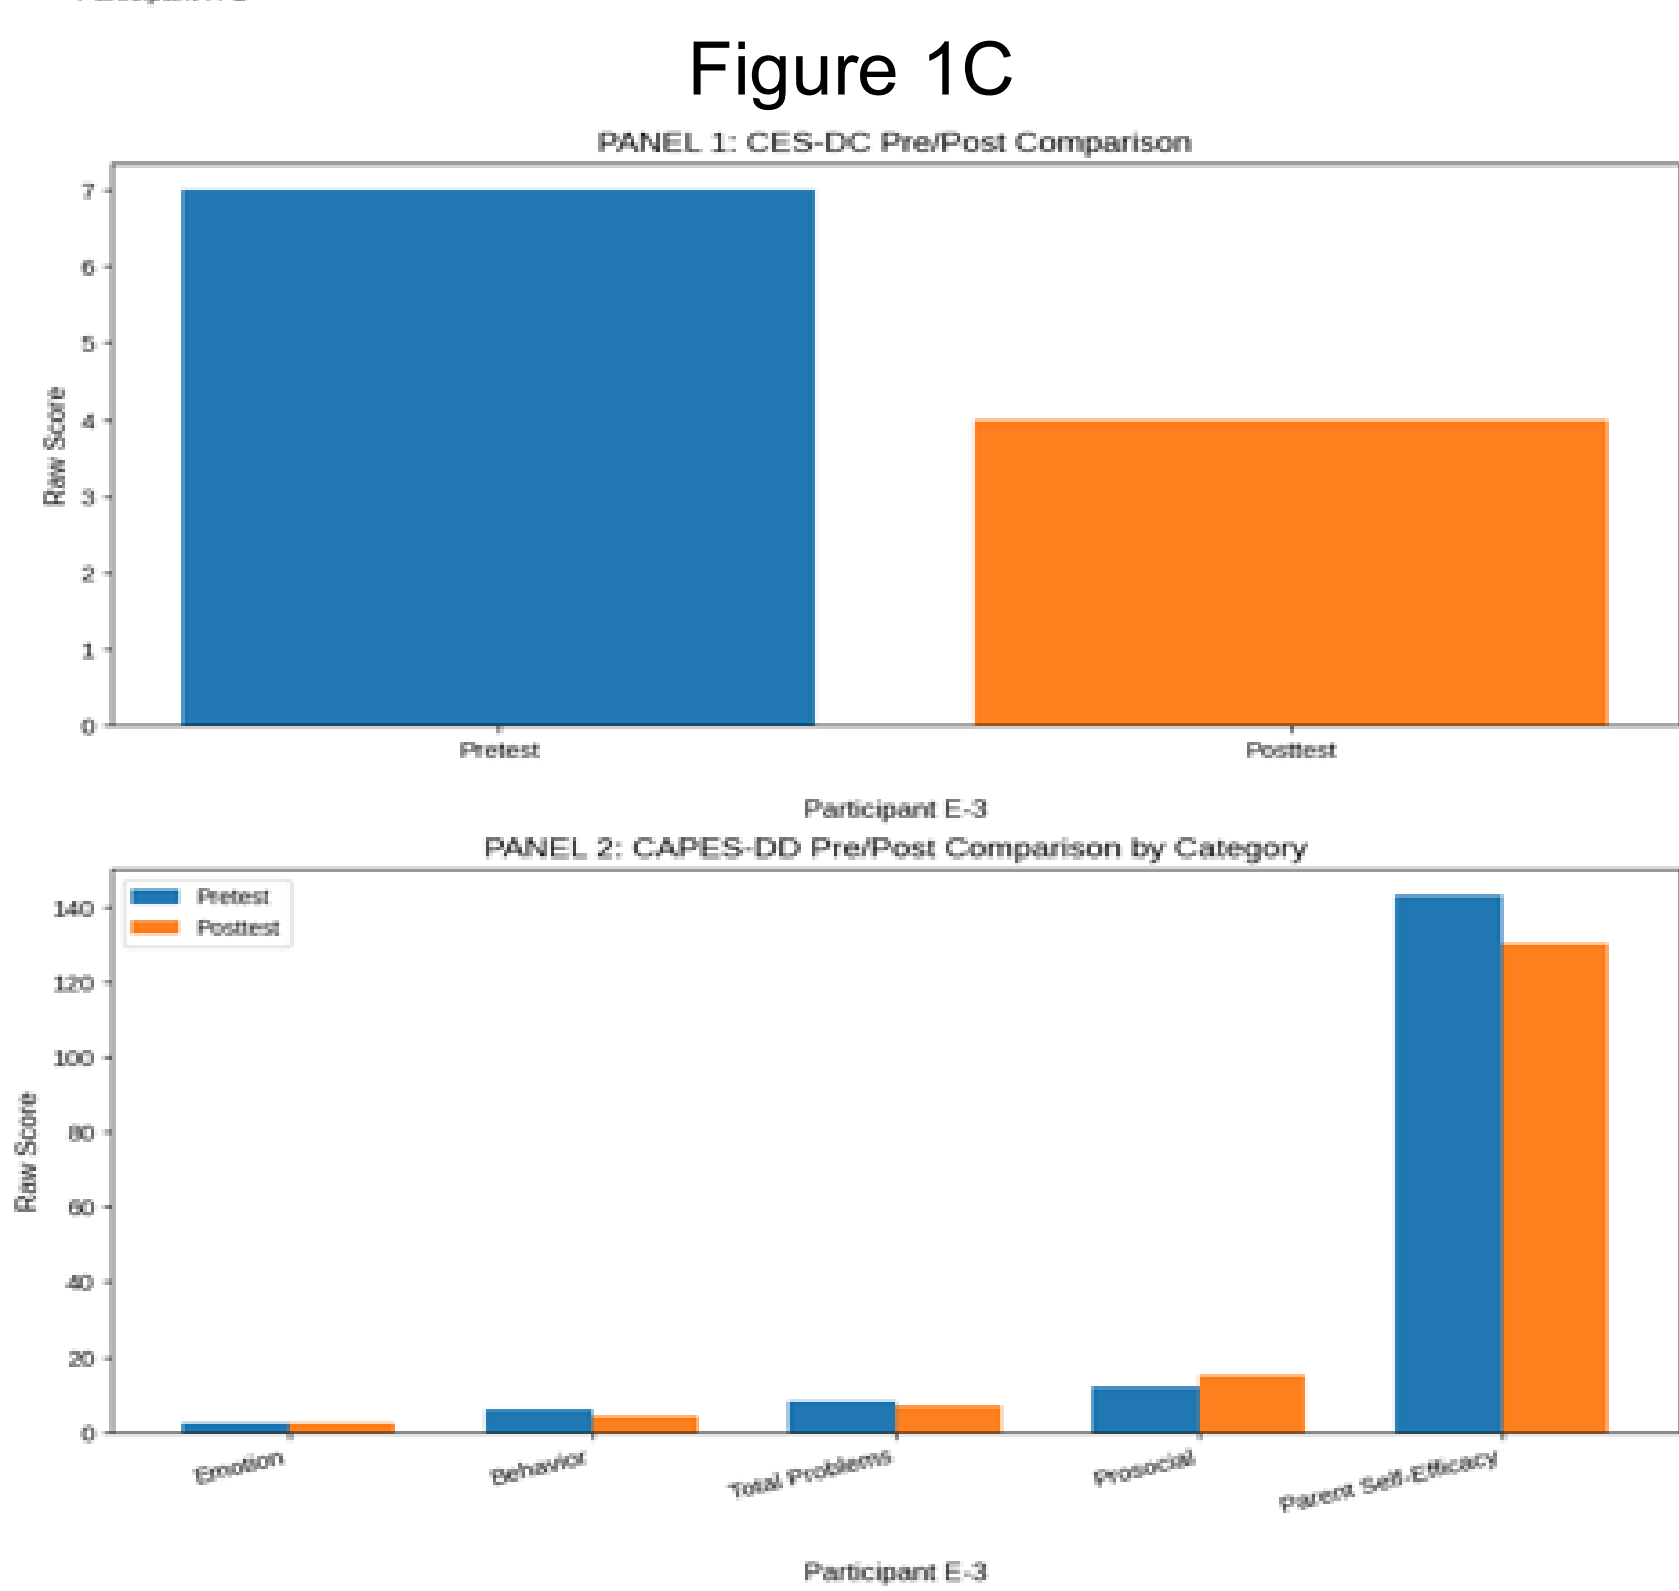 Figure 1C
PANEL 1: CES-DC Pre/Post Comparison
7
6
5
4
3
2
1
0
Raw Score
Pretest
Posttest
Participant E-3
PANEL 2: CAPES-DD Pre/Post Comparison by Category
Pretest
Posttest
140
120
100
80
60
40
20
0
Raw Score
Emotion
Behavior
Total Problems
Prosocial
Parent Self-Efficacy
Participant E-3